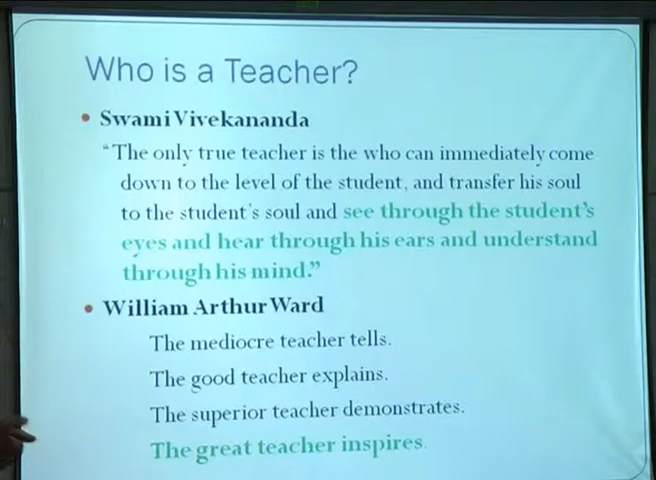 Who is a Teacher?
• Swami Vivekananda
“The only true teacher is the who can immediately come
down to the level of the student, and transfer his soul
to the student's soul and see through the student's
eyes and hear through his ears and understand
through his mind.”
• William Arthur Ward
The mediocre teacher tells.
The good teacher explains.
The superior teacher demonstrates.
The great teacher inspires.